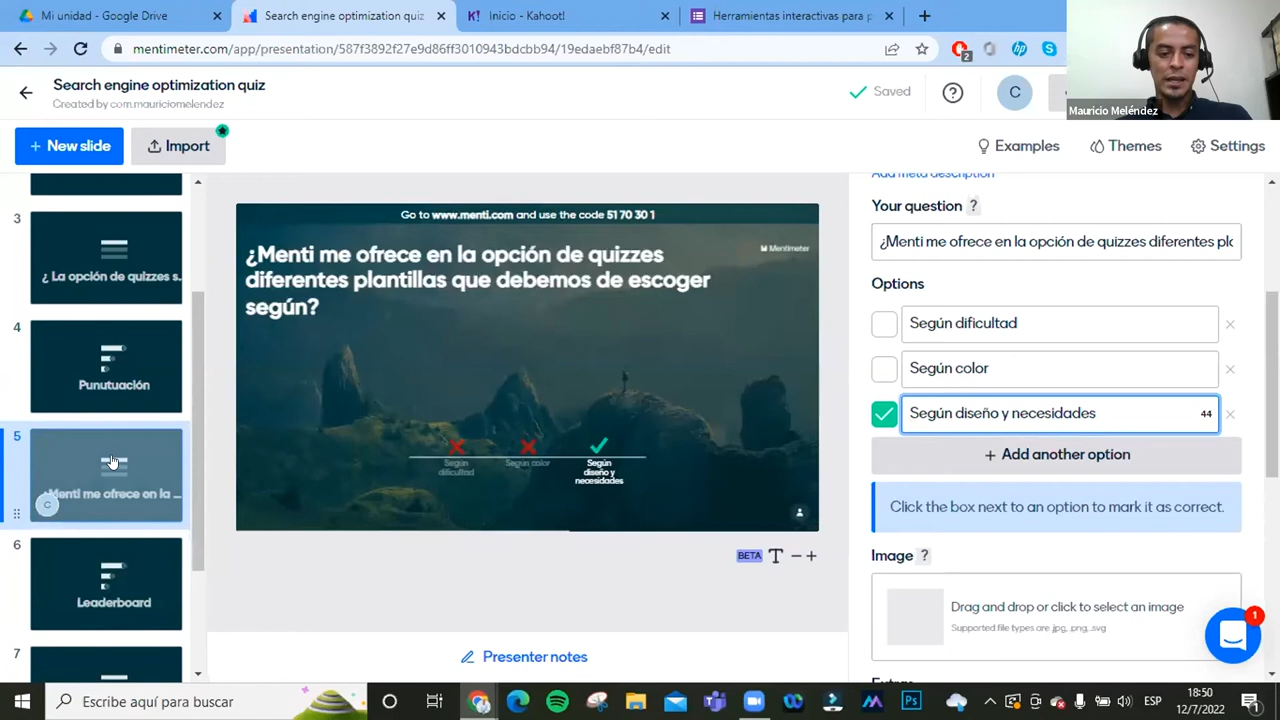 Mi unidad - Google Drive
Search engine optimization quiz
Inicio - Kahoot!
Herramientas interactivas para p
mentimeter.com/app/presentation/587f3892f27e9d86ff0310943bdcbb94/19edaebf87b4/edit
2
Search engine optimization quiz
Created by com.mauriciomelendez
Saved
C
Mauricio Meléndez
+ New slide
Import
Examples
Themes
Settings
3
¿ La opción de quizzes s...
4
Punutuación
5
¿Menti me ofrece en la ...
C
6
Leaderboard
7
Go to www.menti.com and use the code 51 70 30 1
Mentimeter
¿Menti me ofrece en la opción de quizzes
diferentes plantillas que debemos de escoger
según?
Según
dificultad
Según color
Según
diseño y
necesidades
BETA
Presenter notes
Add meta description
Your question ?
¿Menti me ofrece en la opción de quizzes diferentes pla
Options
Según dificultad
Según color
Según diseño y necesidades
44
+ Add another option
Click the box next to an option to mark it as correct.
Image ?
Drag and drop or click to select an image
Supported file types are .jpg, .png, .svg
Extras
1
Escribe aquí para buscar
Ps
ESP
18:50
12/7/2022
1